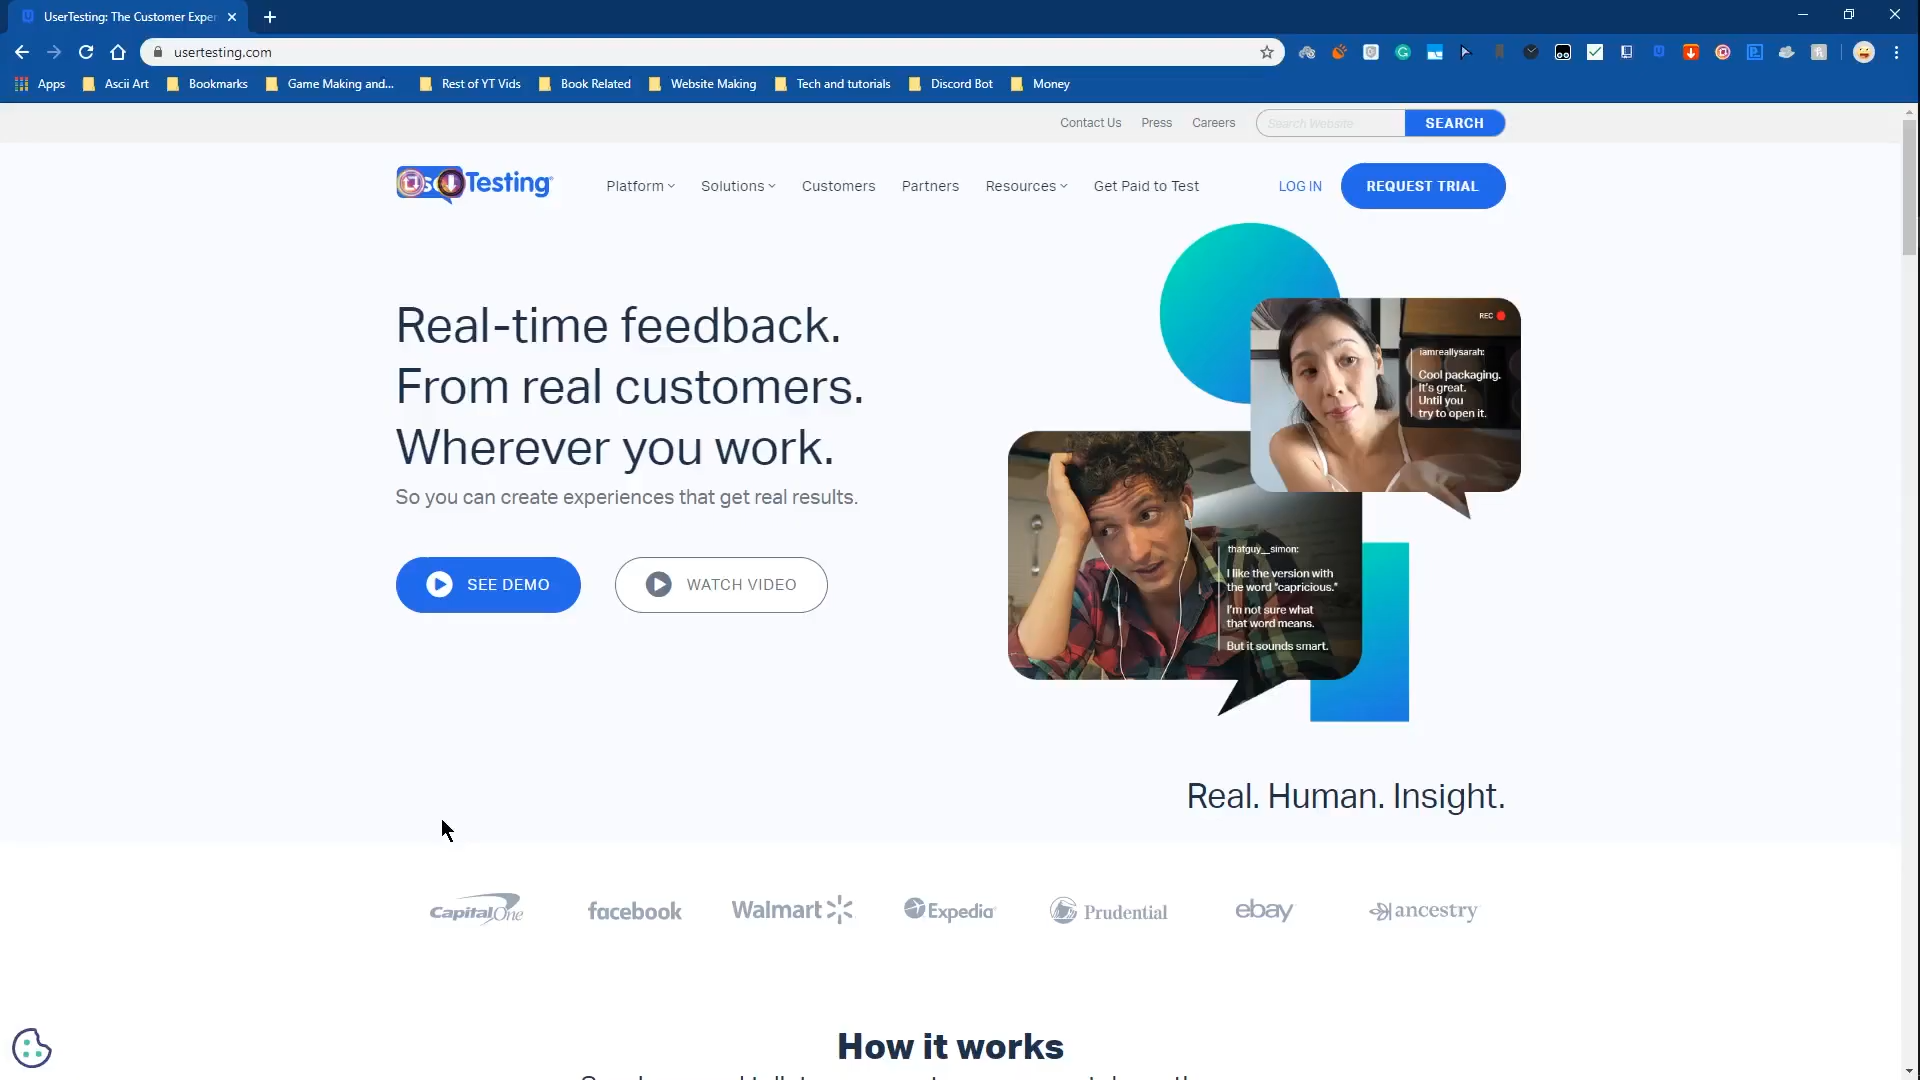 UserTesting: The Customer Exper
usertesting.com
Apps
Ascii Art
Bookmarks
Game Making and...
Rest of YT Vids
Book Related
Website Making
Tech and tutorials
Discord Bot
Money
Contact Us
Press
Careers
Search Website
SEARCH
Testing
Platform
Solutions
Customers
Partners
Resources
Get Paid to Test
LOG IN
REQUEST TRIAL
Real-time feedback.
From real customers.
Wherever you work.
So you can create experiences that get real results.
SEE DEMO
WATCH VIDEO
REC
iamreallysarah:
Cool packaging.
It's great.
Until you
try to open it.
thatguy__simon:
I like the version with
the word "capricious."
I'm not sure what
that word means.
But it sounds smart.
Real. Human. Insight.
Capital One
facebook
Walmart
Expedia
Prudential
ebay
ancestry
How it works